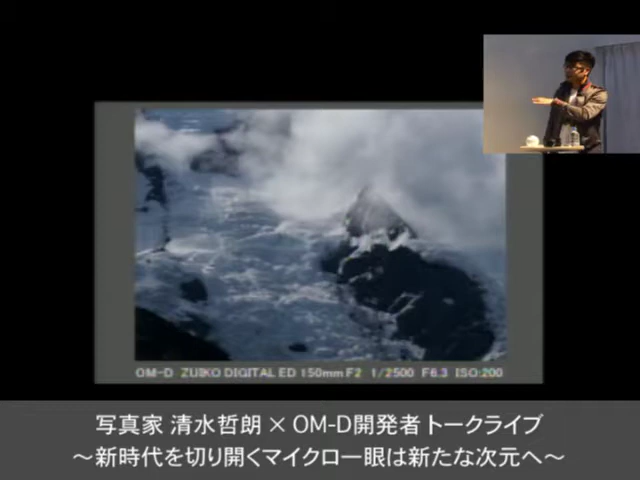 OM-D ZUIKO DIGITAL ED 150mm F2 1/2500 F6.3 ISO:200
写真家 清水哲朗 × OM-D開発者 トークライブ
～新時代を切り開くマイクロ一眼は新たな次元へ～